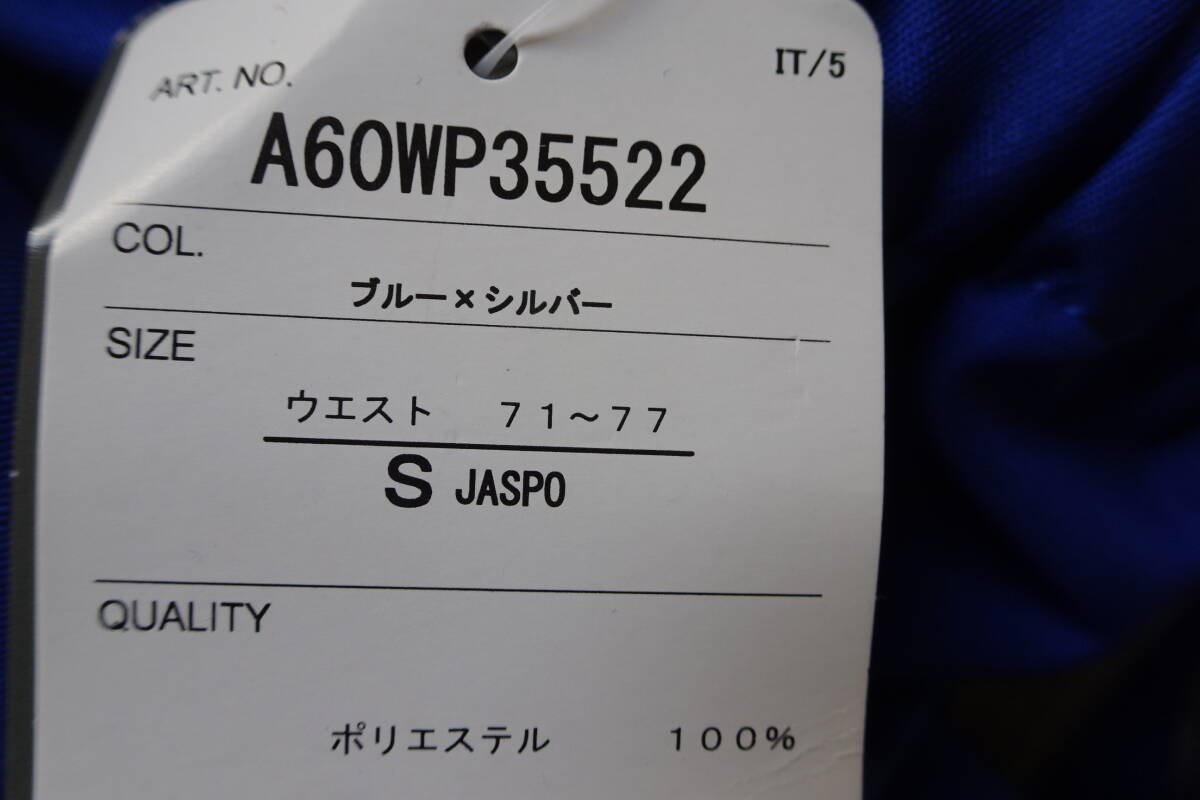 IT/5
ART. NO.
A60WP35522
COL.
ブルー×シルバー
SIZE
ウエスト 71～77
S JASPO
QUALITY
ポリエステル 100%